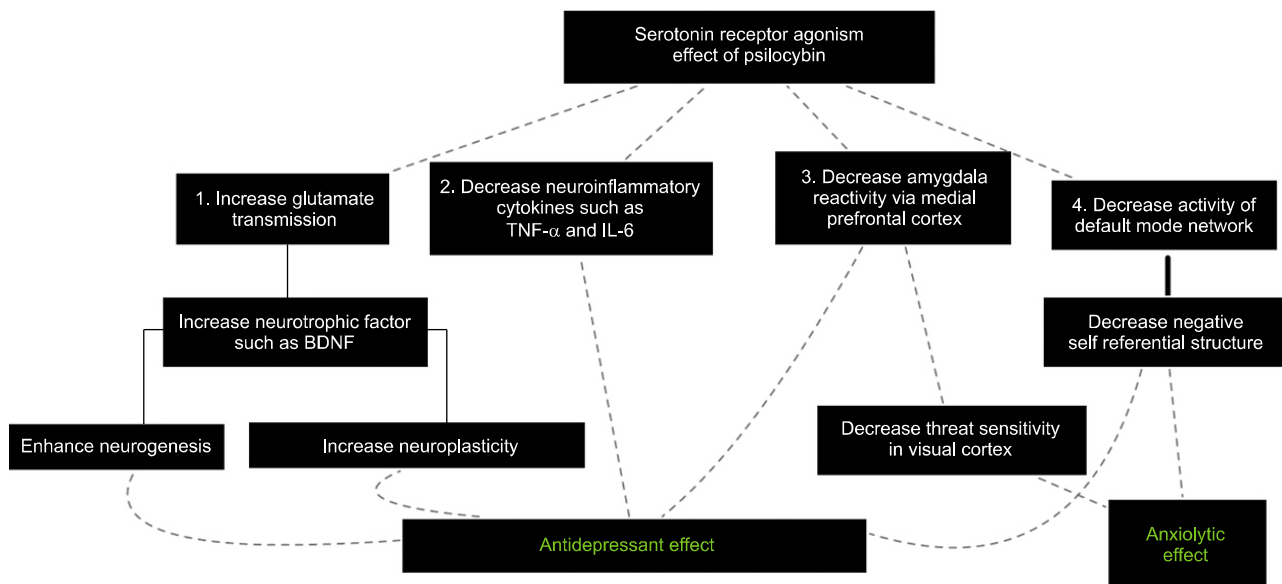 Serotonin receptor agonism
effect of psilocybin
1. Increase glutamate
transmission
2. Decrease neuroinflammatory
cytokines such as
TNF-α and IL-6
3. Decrease amygdala
reactivity via medial
prefrontal cortex
4. Decrease activity of
default mode network
Increase neurotrophic factor
such as BDNF
Decrease negative
self referential structure
Enhance neurogenesis
Increase neuroplasticity
Decrease threat sensitivity
in visual cortex
Antidepressant effect
Anxiolytic
effect